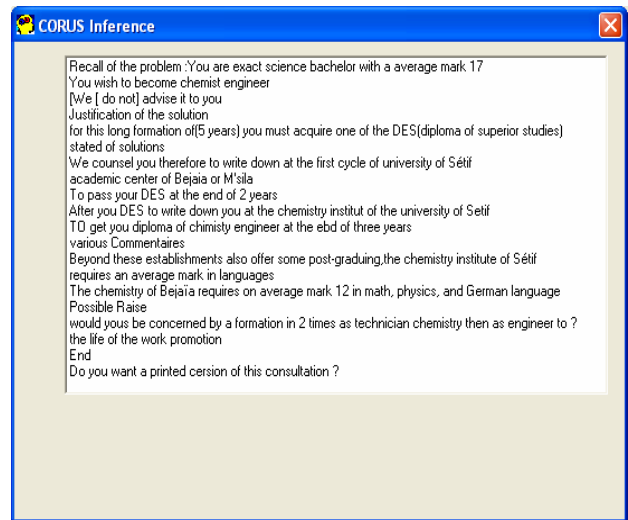 CORUS Inference
Recall of the problem :You are exact science bachelor with a average mark 17
You wish to become chemist engineer
[We [ do not] advise it to you
Justification of the solution
for this long formation of(5 years) you must acquire one of the DES(diploma of superior studies)
stated of solutions
We counsel you therefore to write down at the first cycle of university of Sétif
academic center of Bejaia or M'sila
To pass your DES at the end of 2 years
After you DES to write down you at the chemistry institut of the university of Setif
TO get you diploma of chimisty engineer at the ebd of three years
various Commentaires
Beyond these establishments also offer some post-graduing,the chemistry institute of Sétif
requires an average mark in languages
The chemistry of Bejaïa requires on average mark 12 in math, physics, and German language
Possible Raise
would yous be concerned by a formation in 2 times as technician chemistry then as engineer to ?
the life of the work promotion
End
Do you want a printed cersion of this consultation ?